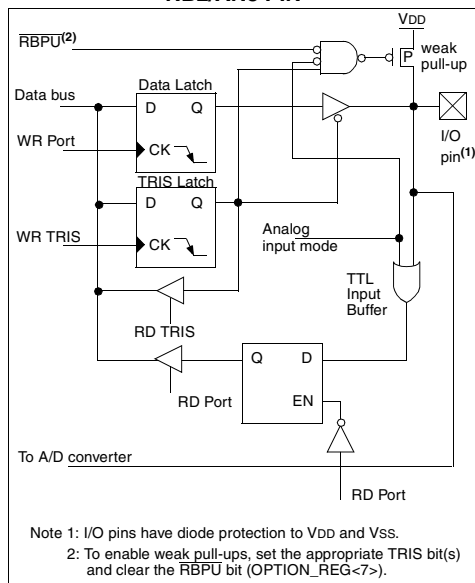 VDD
RBPU(2)
weak
pull-up
P
Data Latch
Data bus
D Q
I/O
pin(1)
WR Port
CK
TRIS Latch
D Q
WR TRIS
CK
Analog
input mode
TTL
Input
Buffer
RD TRIS
Q D
RD Port
EN
To A/D converter
RD Port
Note 1: I/O pins have diode protection to VDD and VSS.
2: To enable weak pull-ups, set the appropriate TRIS bit(s)
and clear the RBPU bit (OPTION_REG<7>).